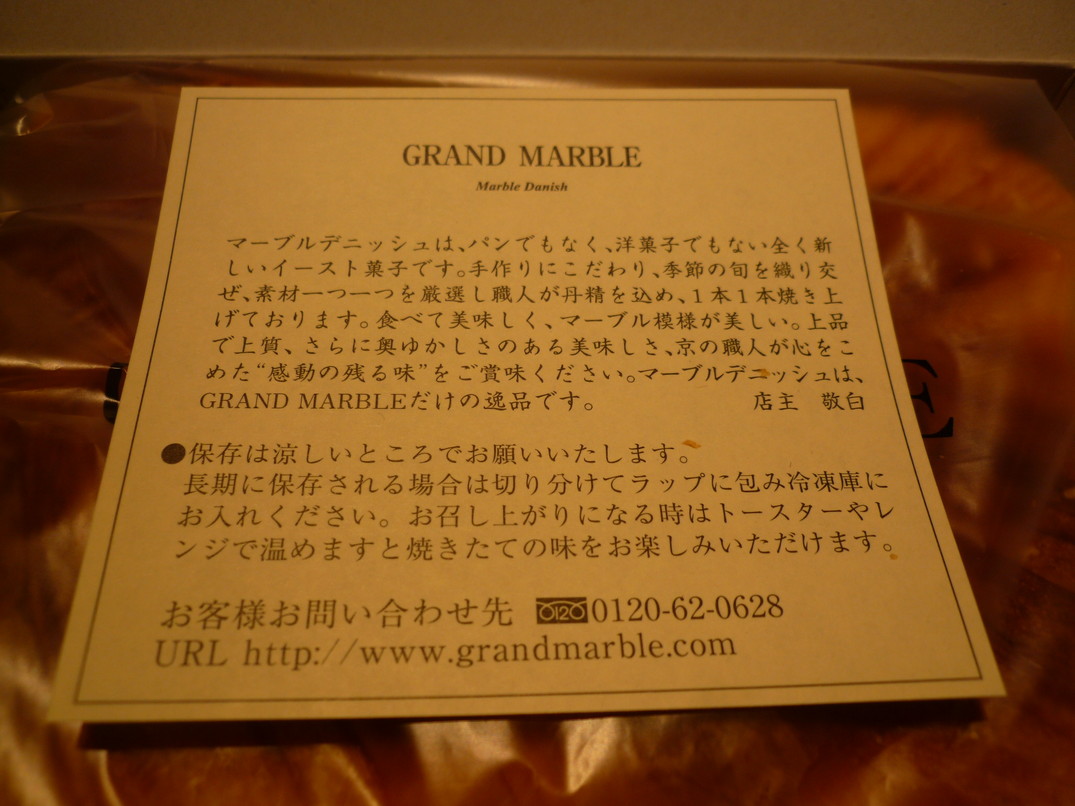 GRAND MARBLE
Marble Danish
マーブルデニッシュは、パンでもなく、洋菓子でもない全く新
しいイースト菓子です。手作りにこだわり、季節の旬を織り交
ぜ、素材一つ一つを厳選し職人が丹精を込め、1本1本焼き上
げております。食べて美味しく、マーブル模様が美しい。上品
で上質、さらに奥ゆかしさのある美味しさ、京の職人が心をこ
めた“感動の残る味”をご賞味ください。マーブルデニッシュは、
GRAND MARBLEだけの逸品です。 店主 敬白
●保存は涼しいところでお願いいたします。
長期に保存される場合は切り分けてラップに包み冷凍庫に
お入れください。お召し上がりになる時はトースターやレ
ンジで温めますと焼きたての味をお楽しみいただけます。
お客様お問い合わせ先 0120 0120-62-0628
URL http://www.grandmarble.com